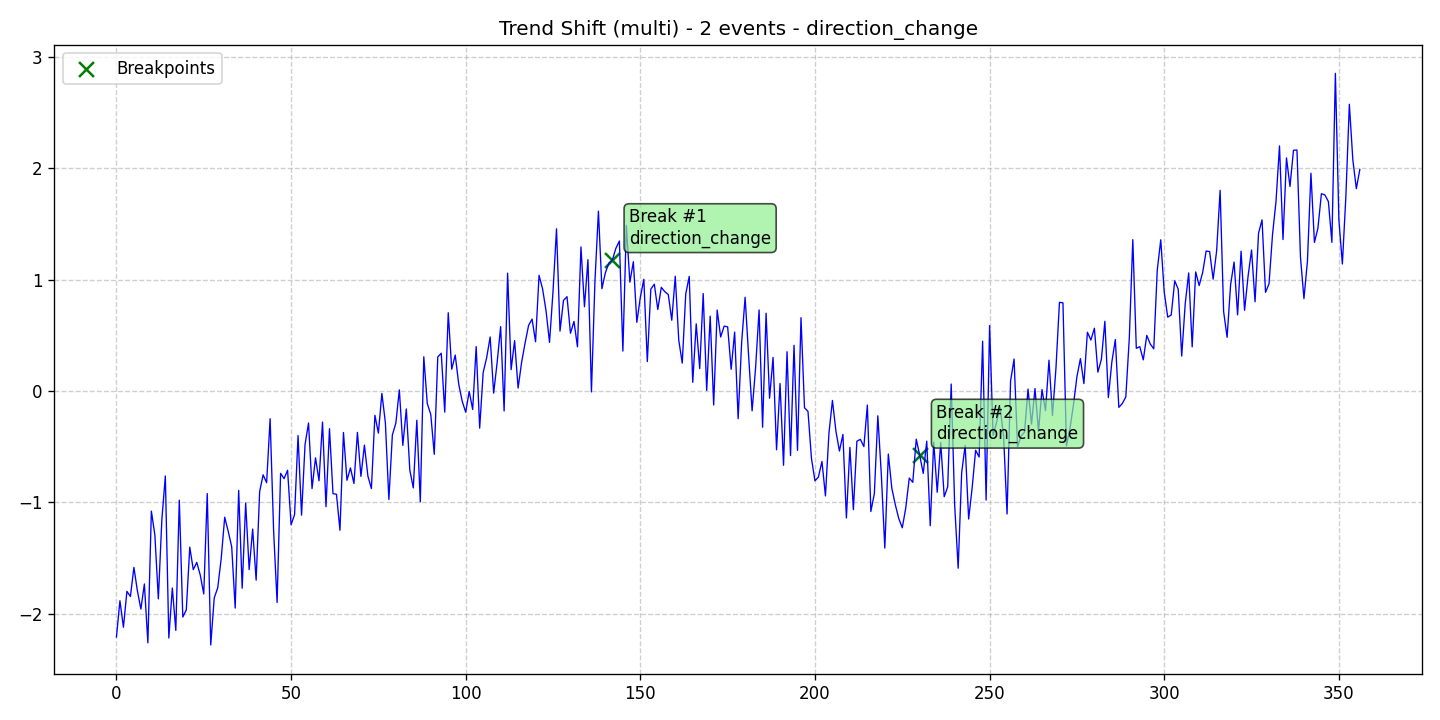 Trend Shift (multi) - 2 events - direction_change
Breakpoints
Break #1
direction_change
Break #2
direction_change
3
2
1
0
−1
−2
0
50
100
150
200
250
300
350